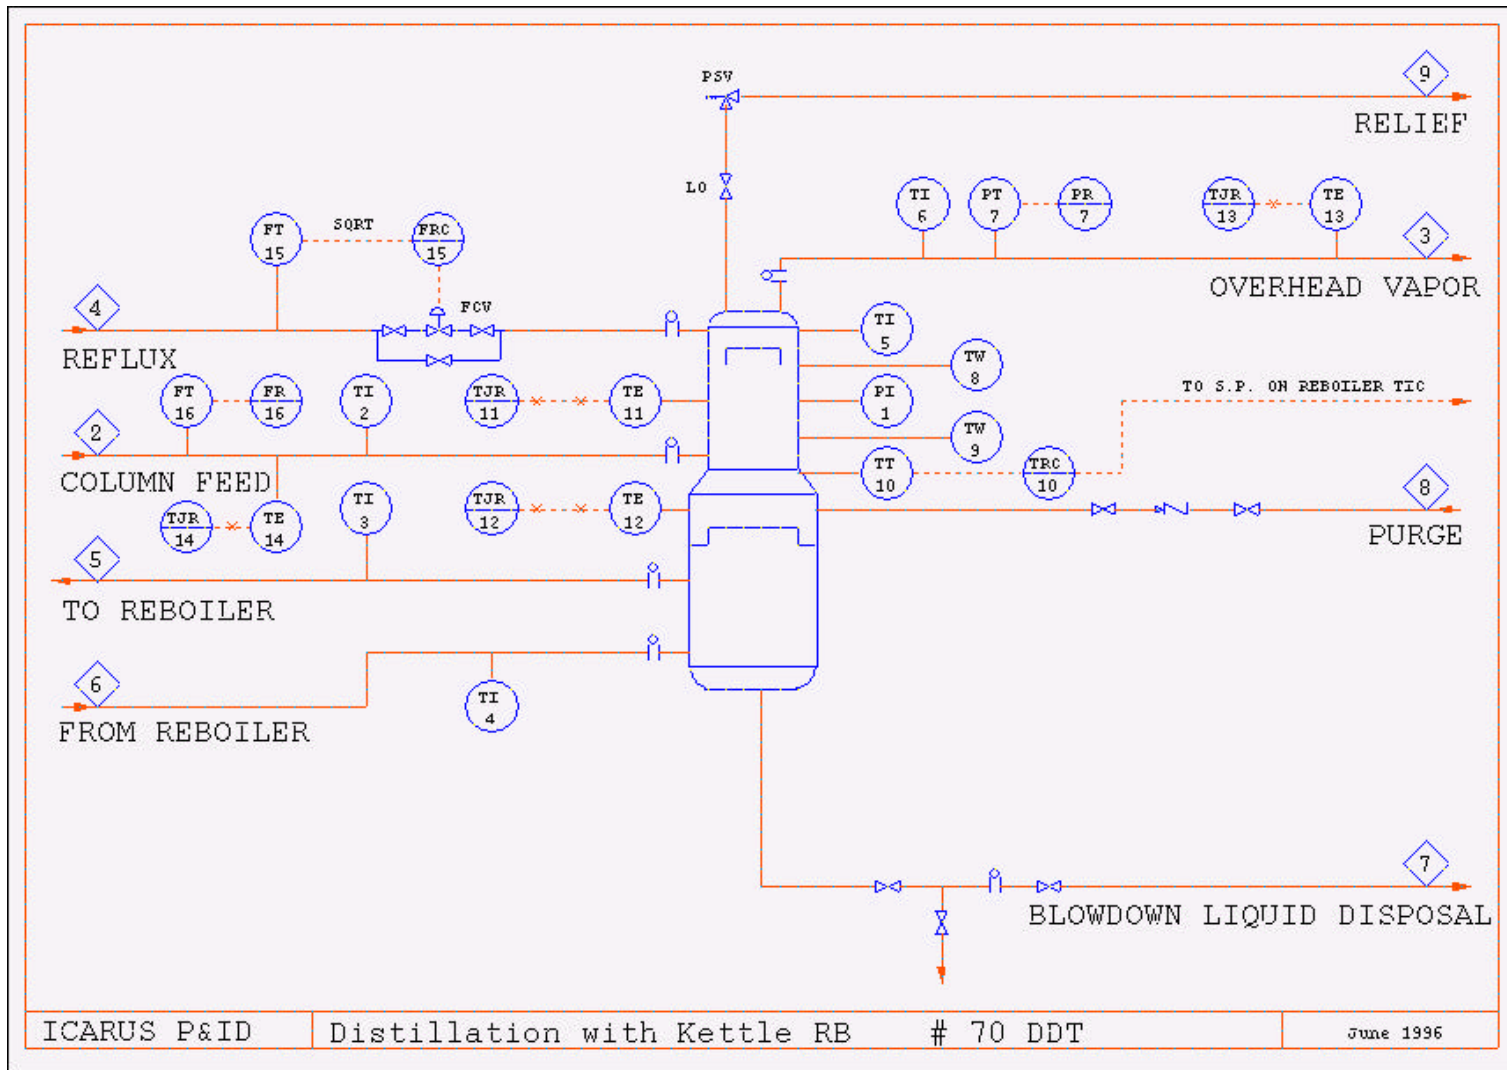 PSV
9
RELIEF
LO
TI 6
PT 7
PR 7
TJR 13
TE 13
3
OVERHEAD VAPOR
FT 15
SQRT
FRC 15
4
FCV
REFLUX
TI 5
TW 8
FT 16
FR 16
TI 2
TJR 11
TE 11
PI 1
TO S.P. ON REBOILER TIC
2
TW 9
COLUMN FEED
TT 10
TRC 10
8
TJR 14
TE 14
TI 3
TJR 12
TE 12
PURGE
5
TO REBOILER
6
FROM REBOILER
TI 4
7
BLOWDOWN LIQUID DISPOSAL
ICARUS P&ID
Distillation with Kettle RB # 70 DDT
June 1996